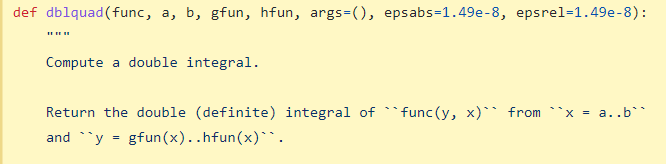 def dblquad(func, a, b, gfun, hfun, args=(), epsabs=1.49e-8, epsrel=1.49e-8):
"""
Compute a double integral.
Return the double (definite) integral of ``func(y, x)`` from ``x = a..b``
and ``y = gfun(x)..hfun(x)``.